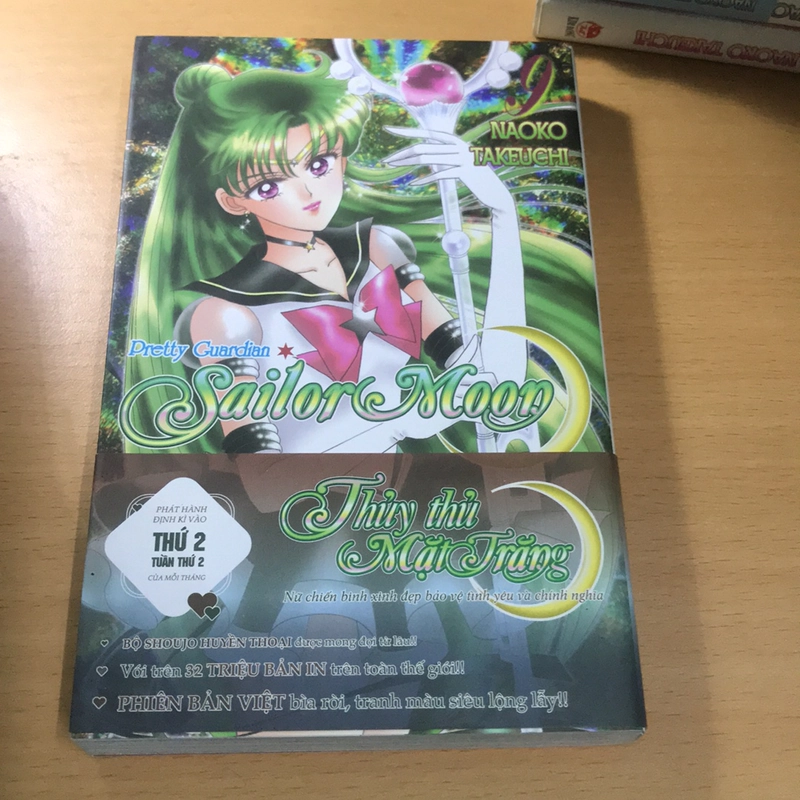 9
NAOKO
TAKEUCHI
Pretty Guardian
Sailor Moon
PHÁT HÀNH
ĐỊNH KÌ VÀO
THỨ 2
TUẦN THỨ 2
CỦA MỖI THÁNG
Thủy thủ
Mặt Trăng
Nữ chiến binh xinh đẹp bảo vệ tình yêu và chính nghĩa
BỘ SHOUJO HUYỀN THOẠI được mong đợi từ lâu!!
Với trên 32 TRIỆU BẢN IN trên toàn thế giới!!
PHIÊN BẢN VIỆT bìa rời, tranh màu siêu lộng lẫy!!
NAOKO TAKEUCHI